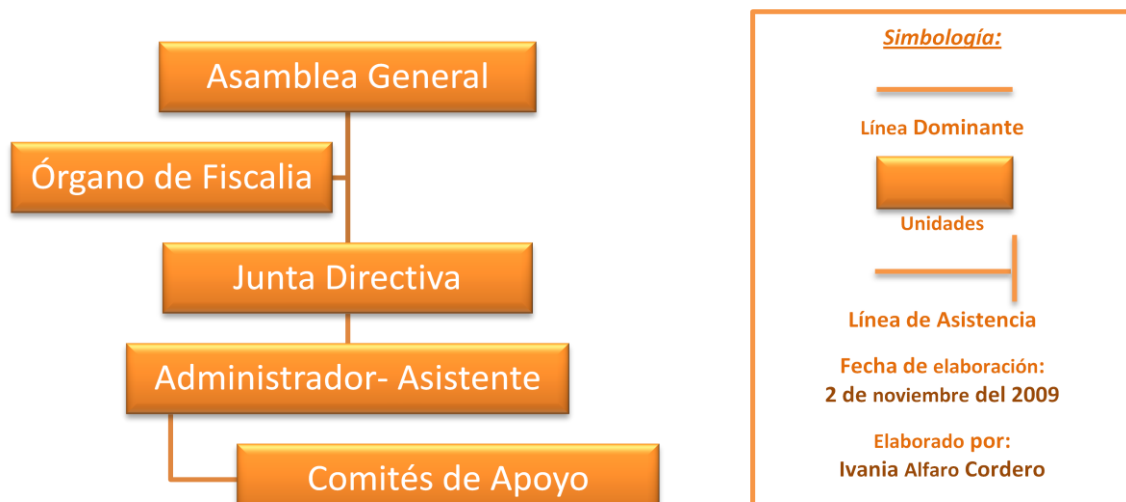 Asamblea General
Órgano de Fiscalia
Junta Directiva
Administrador- Asistente
Comités de Apoyo
Simbología:
Línea Dominante
Unidades
Línea de Asistencia
Fecha de elaboración:
2 de noviembre del 2009
Elaborado por:
Ivania Alfaro Cordero